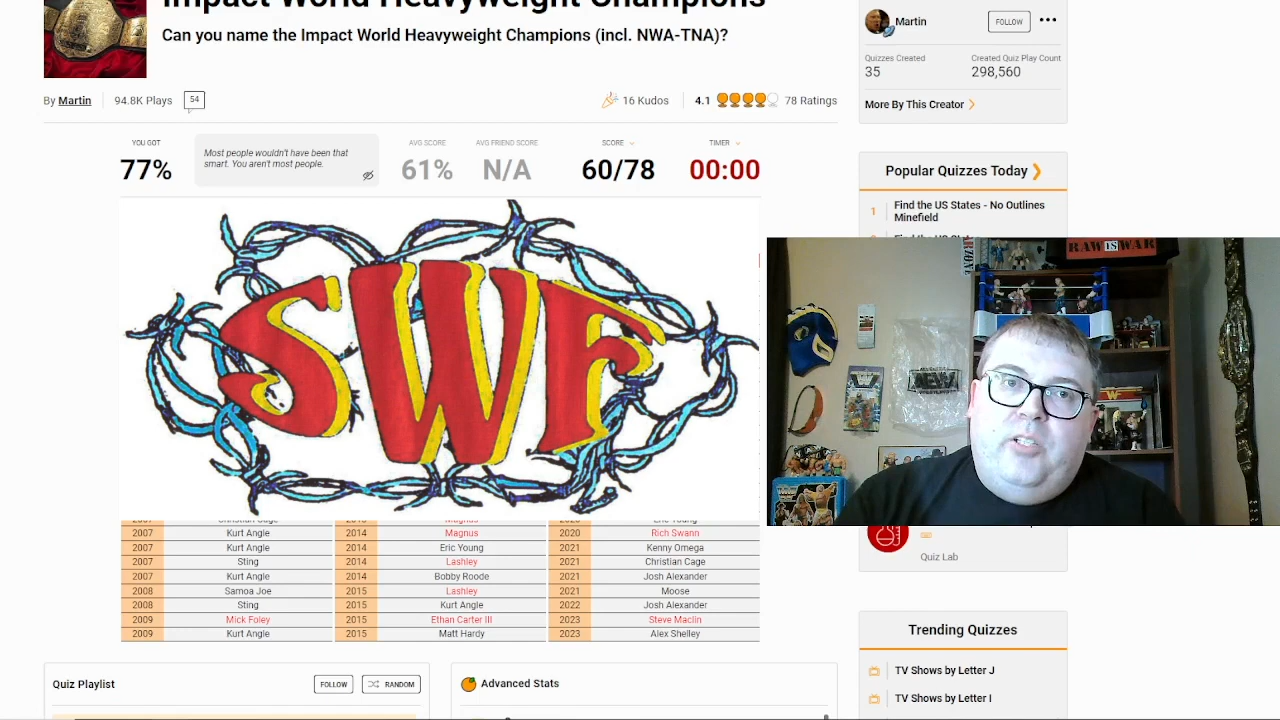 Impact World Heavyweight Champions
Can you name the Impact World Heavyweight Champions (incl. NWA-TNA)?
By Martin
94.8K Plays
54
16 Kudos
4.1
78 Ratings
YOU GOT
77%
Most people wouldn't have been that
smart. You aren't most people.
AVG SCORE
61%
AVG FRIEND SCORE
N/A
SCORE
60/78
TIMER
00:00
SWF
2007 Kurt Angle 2014 Magnus 2020 Rich Swann
2007 Kurt Angle 2014 Eric Young 2021 Kenny Omega
2007 Sting 2014 Lashley 2021 Christian Cage
2007 Kurt Angle 2014 Bobby Roode 2021 Josh Alexander
2008 Samoa Joe 2015 Lashley 2021 Moose
2008 Sting 2015 Kurt Angle 2022 Josh Alexander
2009 Mick Foley 2015 Ethan Carter III 2023 Steve Maclin
2009 Kurt Angle 2015 Matt Hardy 2023 Alex Shelley
Quiz Playlist
FOLLOW
RANDOM
Advanced Stats
Martin
FOLLOW
Quizzes Created
35
Created Quiz Play Count
298,560
More By This Creator
Popular Quizzes Today
1
Find the US States - No Outlines
Minefield
RAW IS WAR
AEW
Quiz Lab
Trending Quizzes
TV Shows by Letter J
TV Shows by Letter I